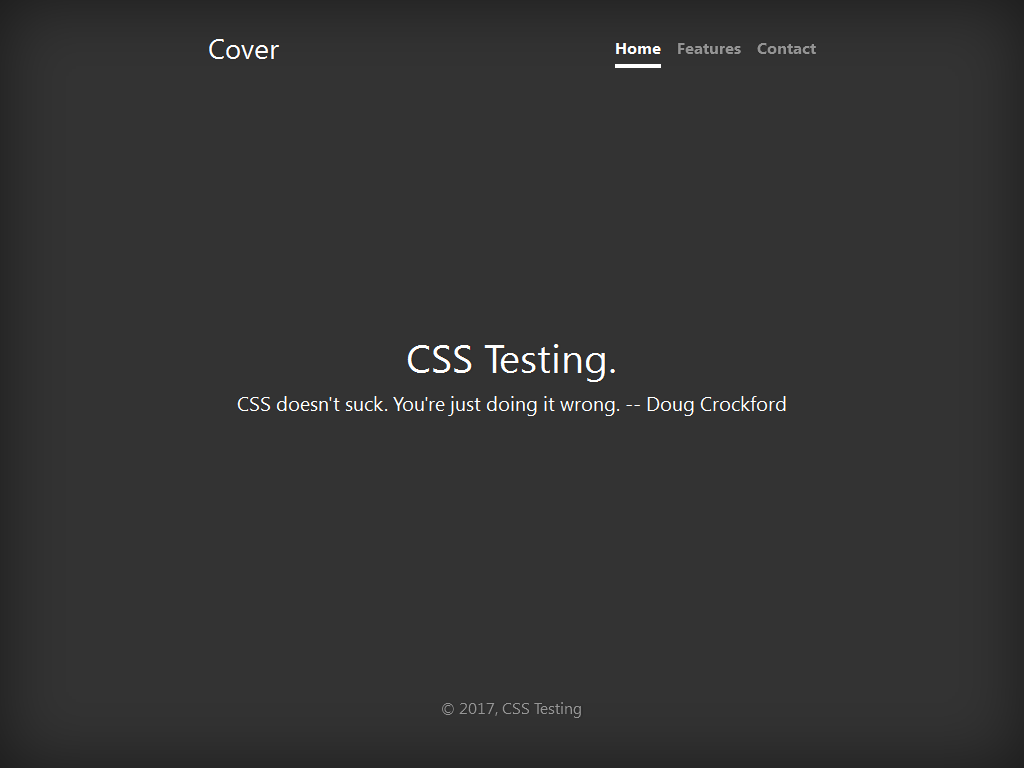 Cover
Home Features Contact
CSS Testing.
CSS doesn't suck. You're just doing it wrong. -- Doug Crockford
© 2017, CSS Testing